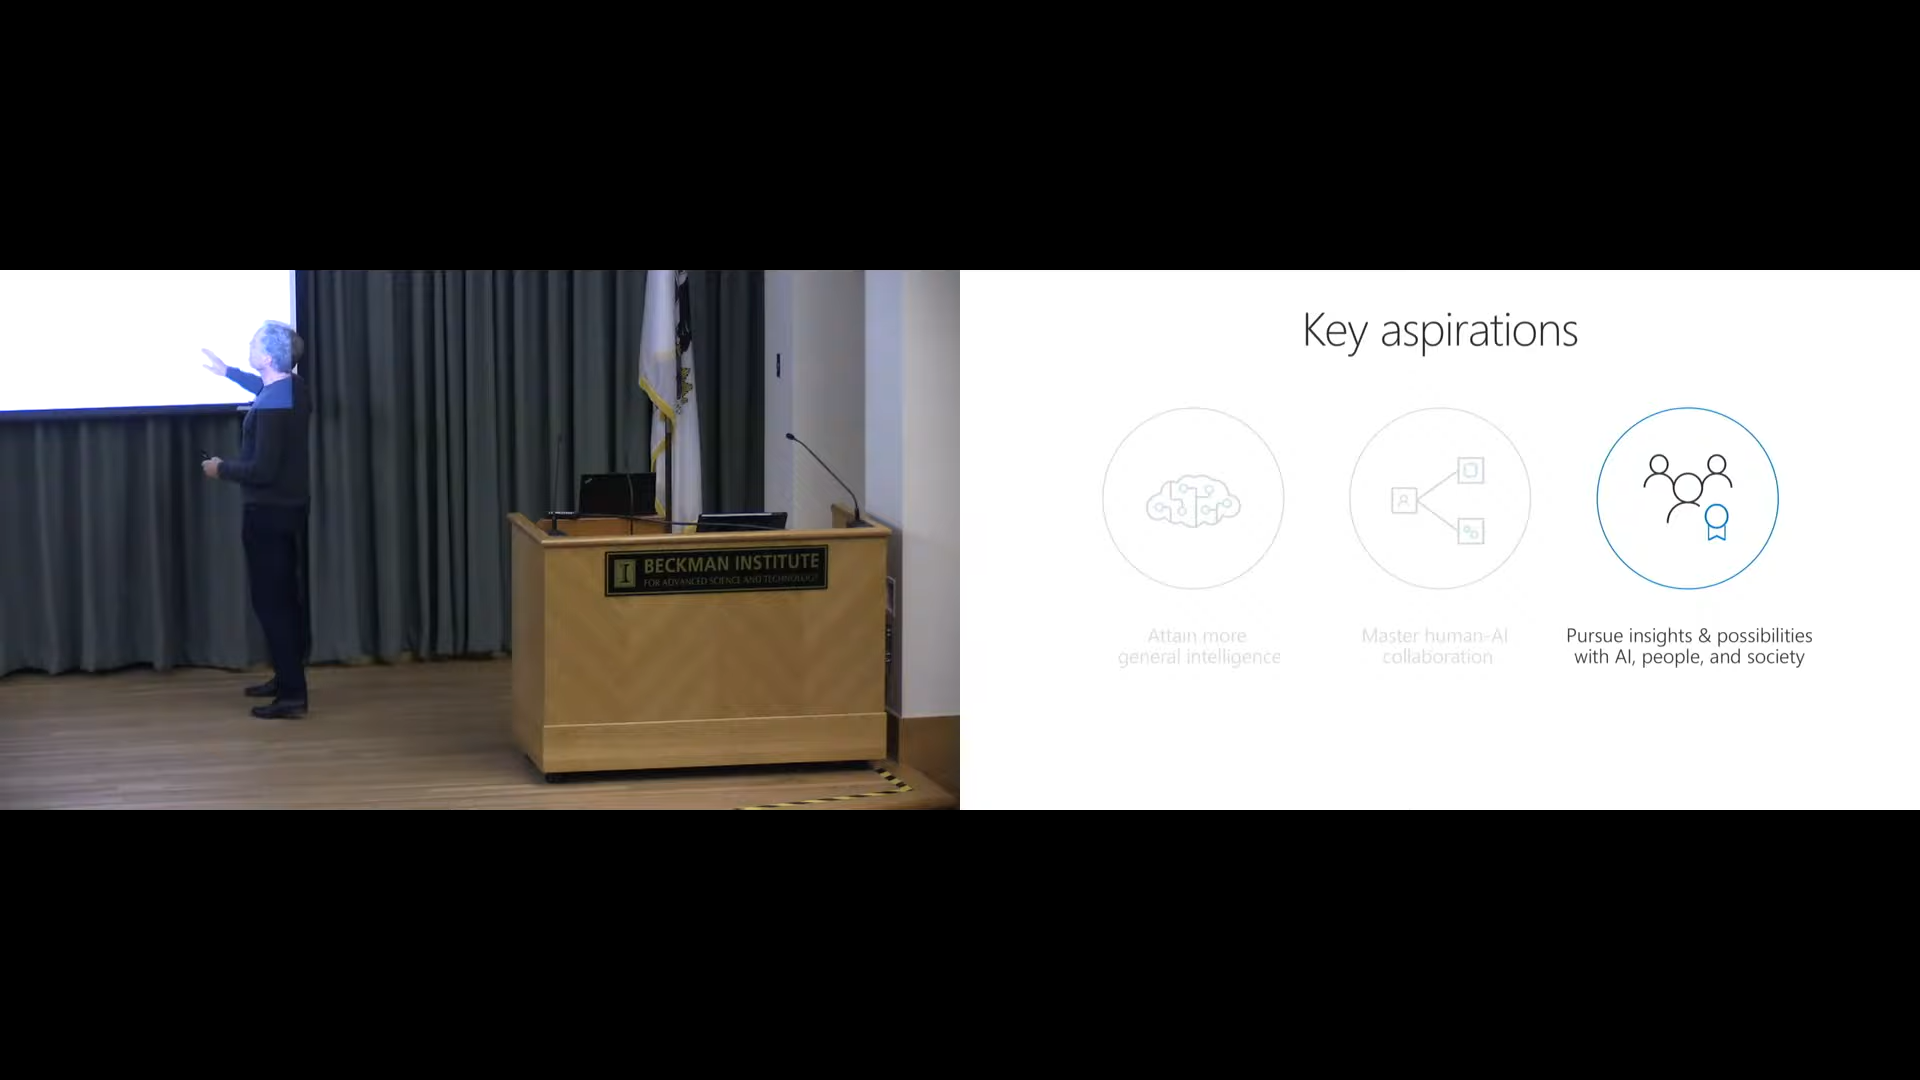 I BECKMAN INSTITUTE
FOR ADVANCED SCIENCE AND TECHNOLOGY
Key aspirations
Attain more
general intelligence
Master human-AI
collaboration
Pursue insights & possibilities
with AI, people, and society